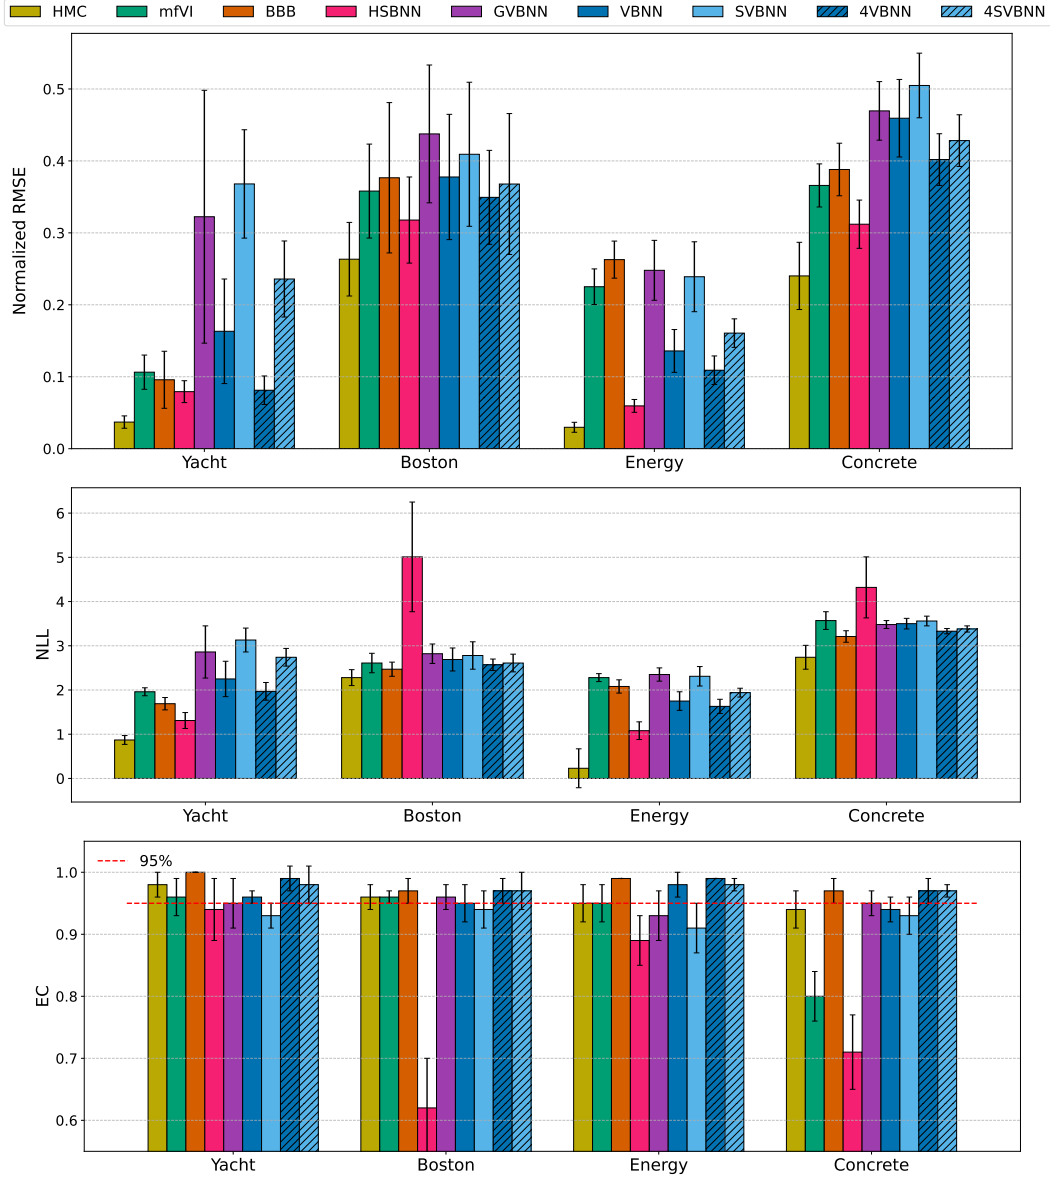 HMC mfVI BBB HSBNN GVBNN VBNN SVBNN 4VBNN 4SVBNN
Normalized RMSE
0.5
0.4
0.3
0.2
0.1
0.0
Yacht Boston Energy Concrete
NLL
6
5
4
3
2
1
0
Yacht Boston Energy Concrete
95%
EC
1.0
0.9
0.8
0.7
0.6
Yacht Boston Energy Concrete